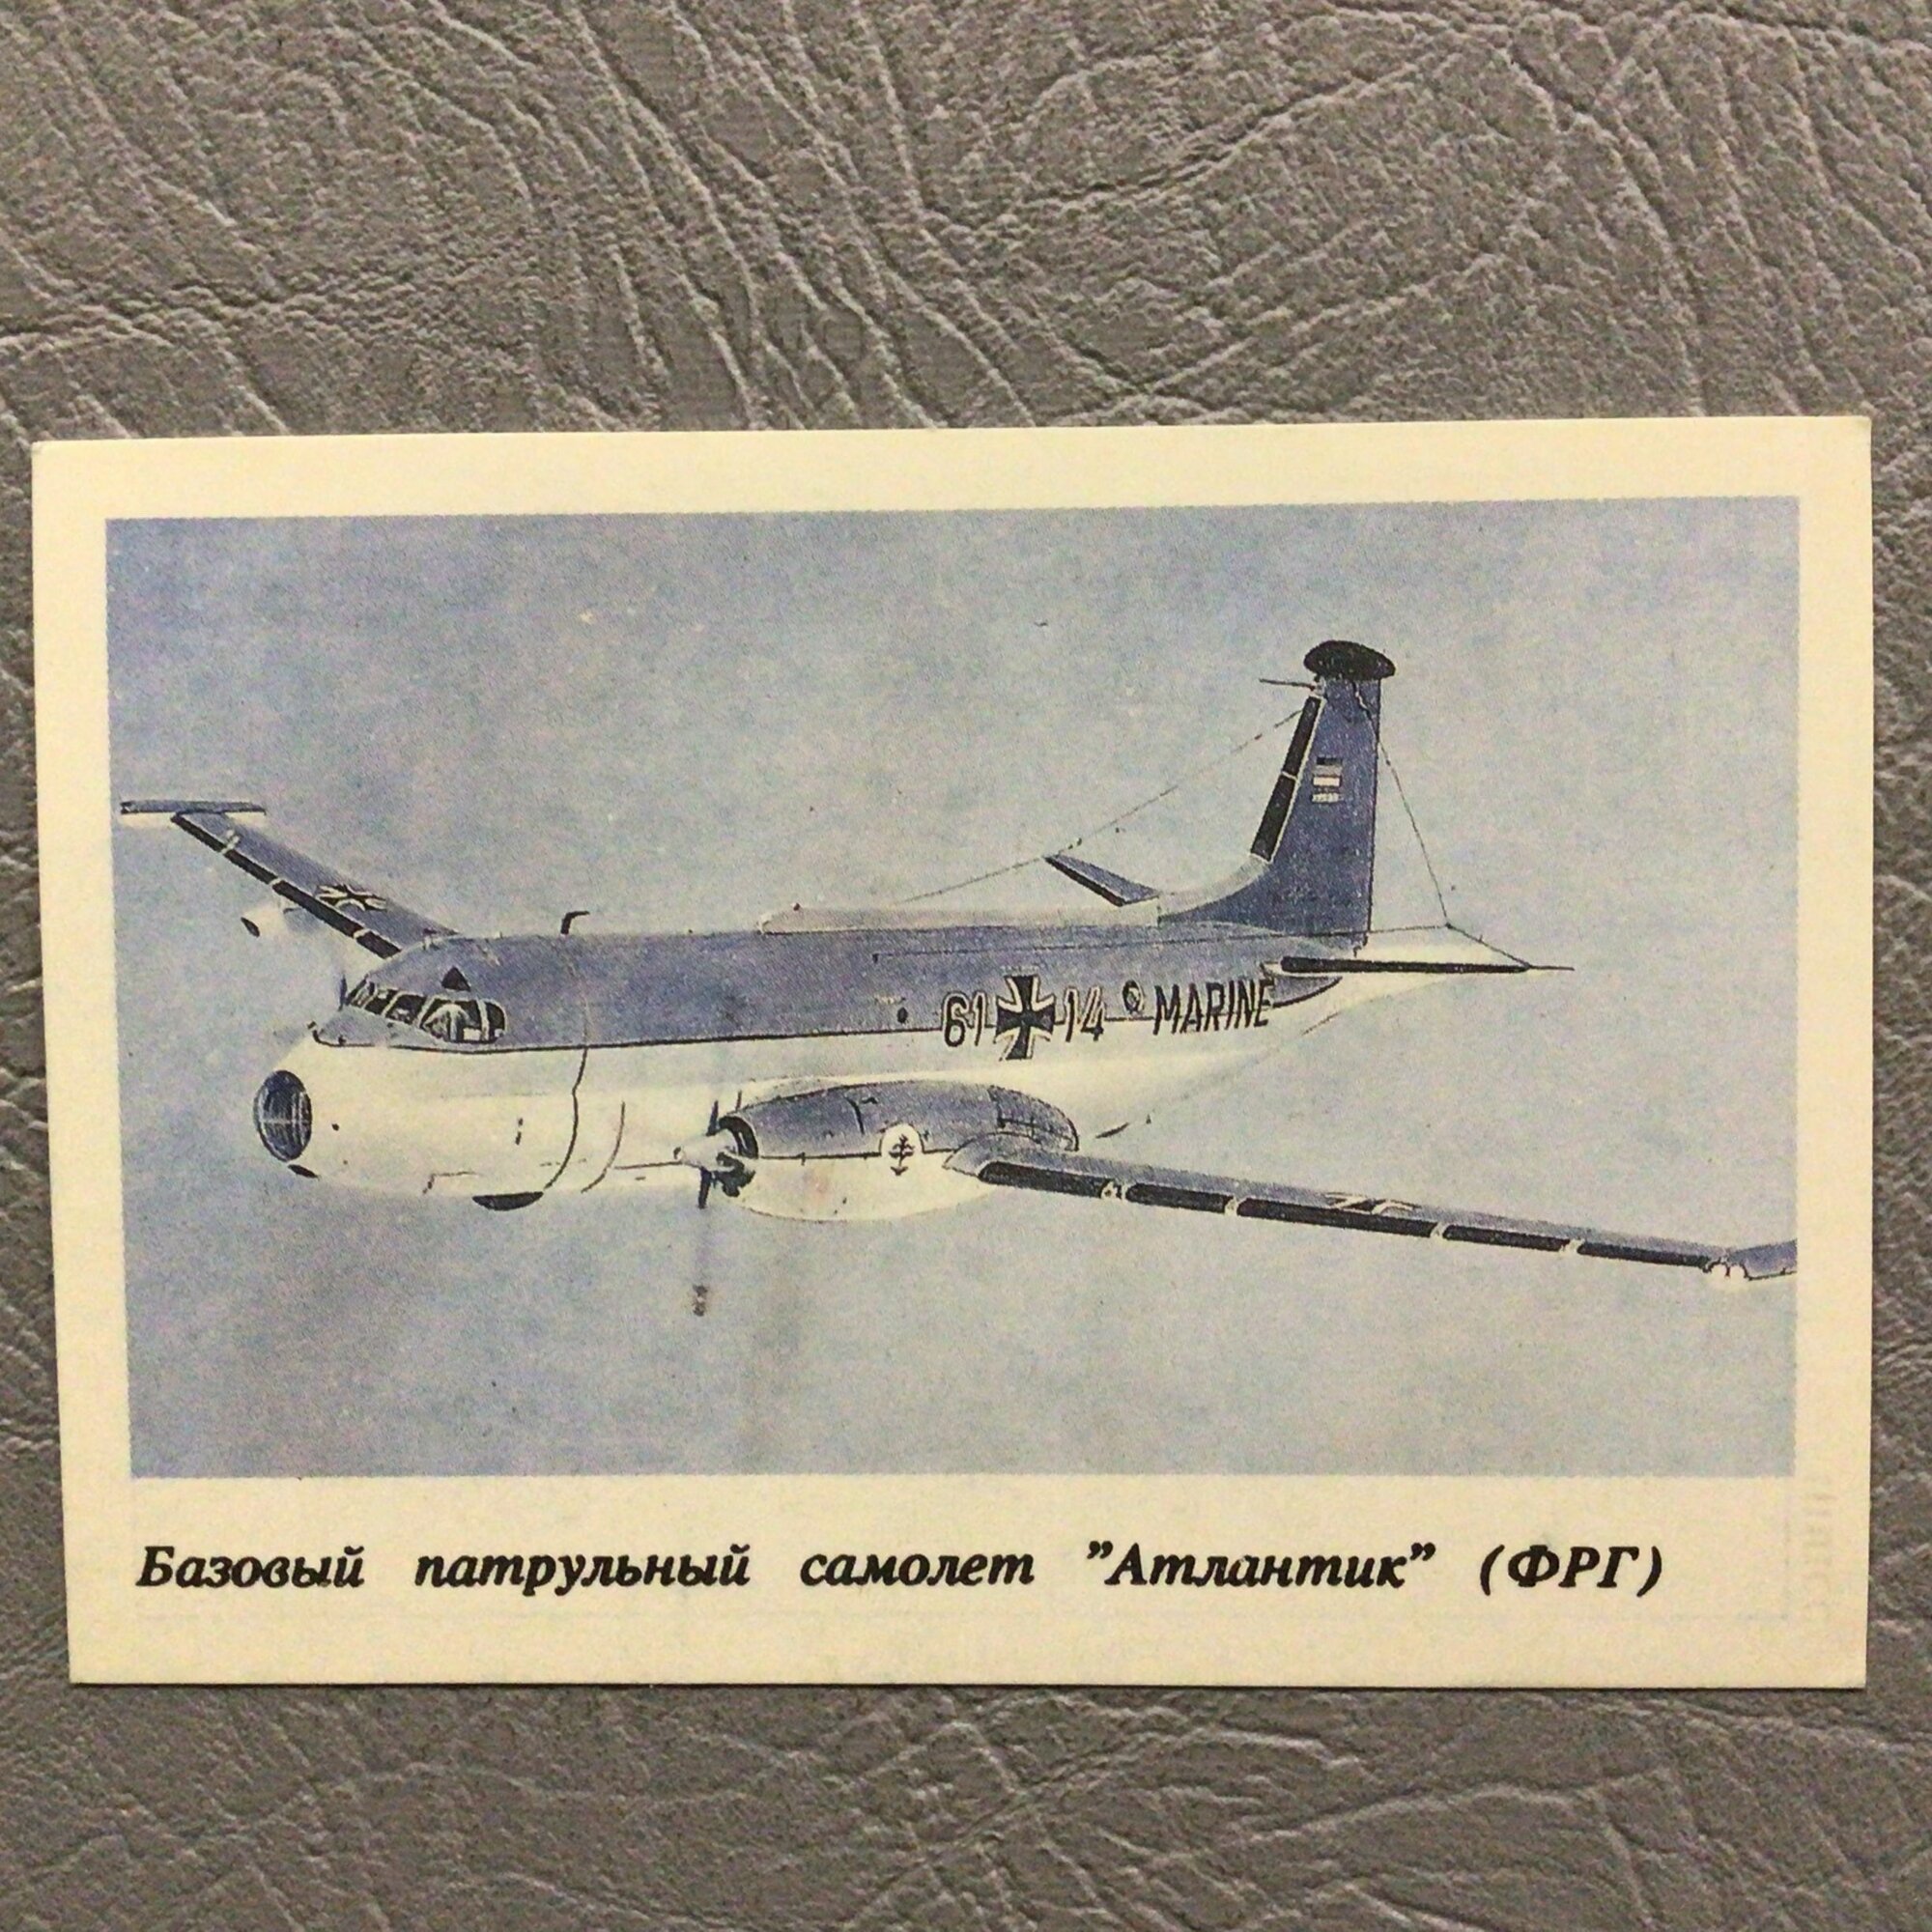 61 14 MARINE
Базовый патрульный самолет "Атлантик" (ФРГ)